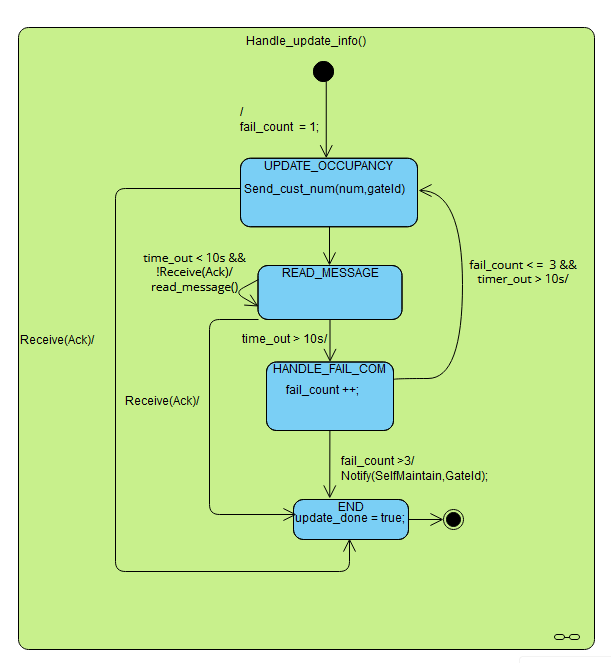 Handle_update_info()
/
fail_count = 1;
UPDATE_OCCUPANCY
Send_cust_num(num,gateId)
time_out < 10s &&
!Receive(Ack)/
read_message()
READ_MESSAGE
fail_count < = 3 &&
timer_out > 10s/
Receive(Ack)/
time_out > 10s/
HANDLE_FAIL_COM
fail_count ++;
Receive(Ack)/
fail_count >3/
Notify(SelfMaintain,GateId);
END
update_done = true;